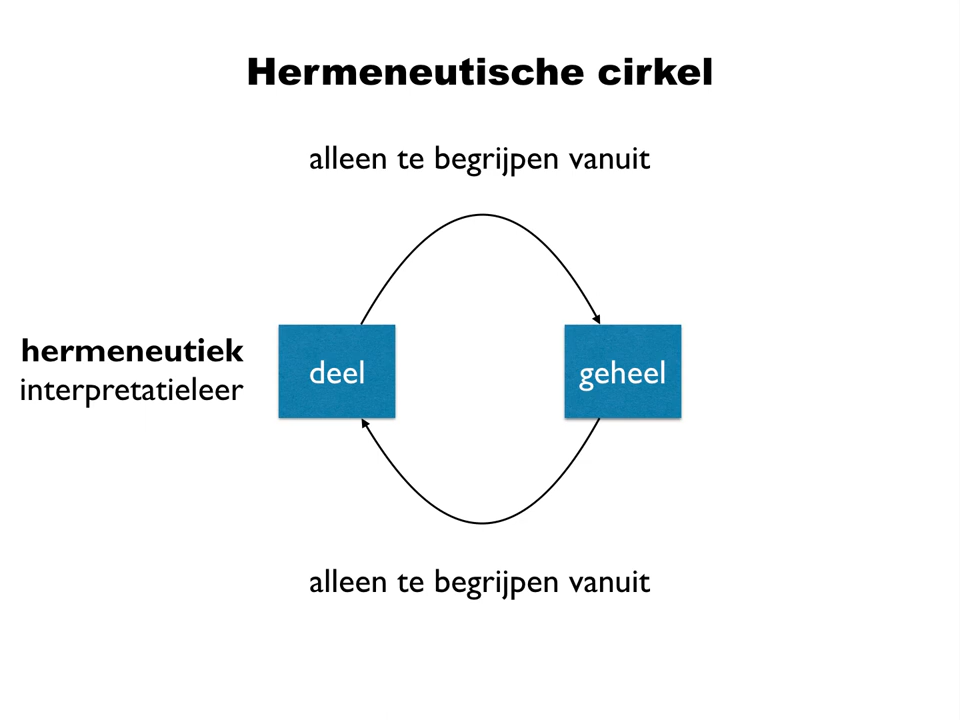 Hermeneutische cirkel
alleen te begrijpen vanuit
hermeneutiek
interpretatieleer
deel
geheel
alleen te begrijpen vanuit